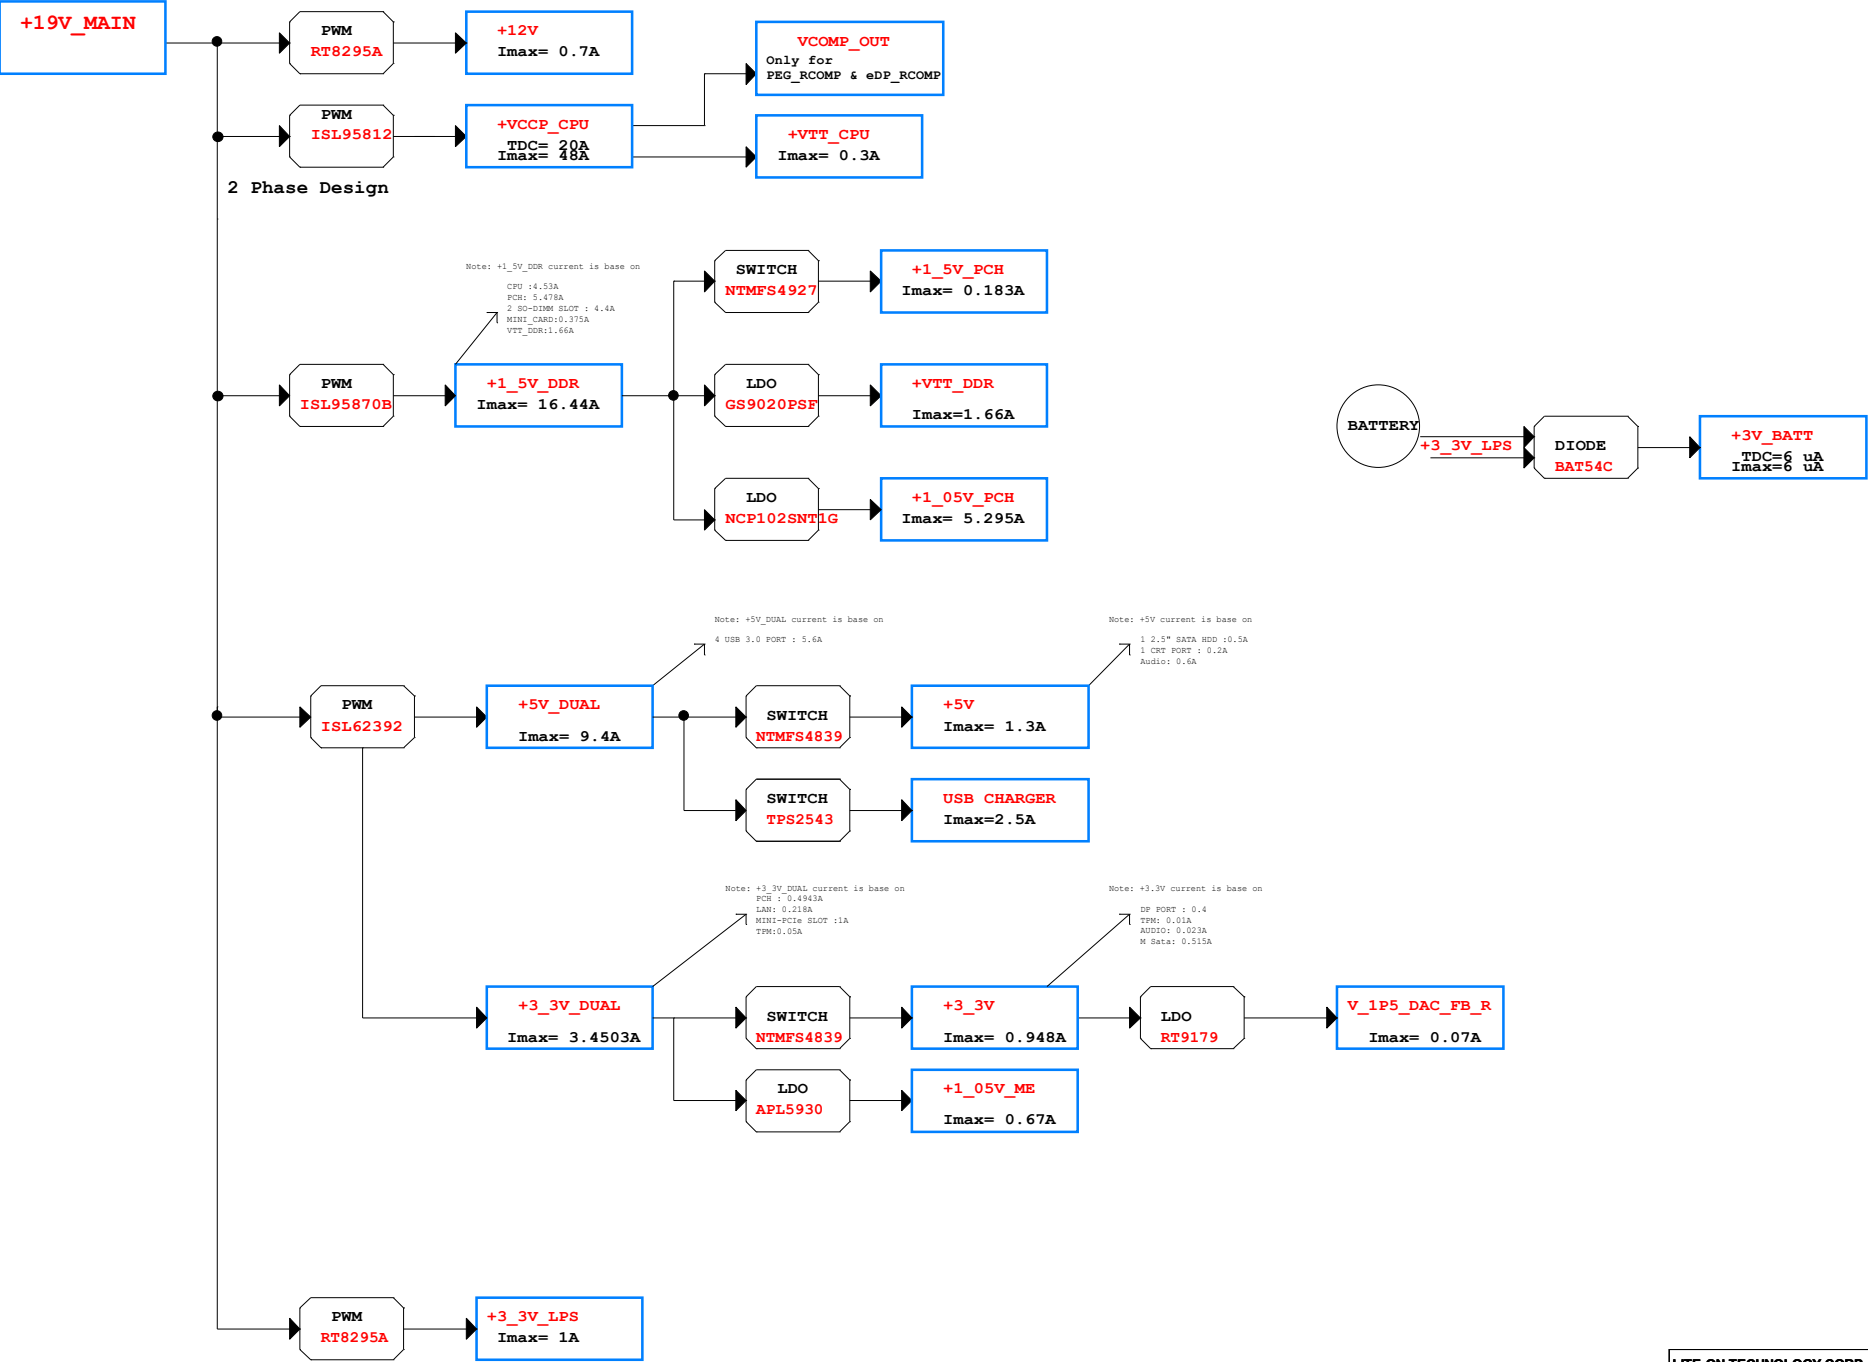 +19V_MAIN
PWM
RT8295A
+12V
Imax= 0.7A
VCOMP_OUT
Only for
PEG_RCOMP & eDP_RCOMP
PWM
ISL95812
+VCCP_CPU
TDC= 20A
Imax= 48A
+VTT_CPU
Imax= 0.3A
2 Phase Design
Note: +1_5V_DDR current is base on
CPU :4.53A
PCH: 5.478A
2 SO-DIMM SLOT : 4.4A
MINI_CARD:0.375A
VTT_DDR:1.66A
SWITCH
NTMFS4927
+1_5V_PCH
Imax= 0.183A
PWM
ISL95870B
+1_5V_DDR
Imax= 16.44A
LDO
GS9020PSF
+VTT_DDR
Imax=1.66A
LDO
NCP102SNT1G
+1_05V_PCH
Imax= 5.295A
BATTERY
+3_3V_LPS
DIODE
BAT54C
+3V_BATT
TDC=6 uA
Imax=6 uA
Note: +5V_DUAL current is base on
4 USB 3.0 PORT : 5.6A
Note: +5V current is base on
1 2.5" SATA HDD :0.5A
1 CRT PORT : 0.2A
Audio: 0.6A
PWM
ISL62392
+5V_DUAL
Imax= 9.4A
SWITCH
NTMFS4839
+5V
Imax= 1.3A
SWITCH
TPS2543
USB CHARGER
Imax=2.5A
Note: +3_3V_DUAL current is base on
PCH : 0.4943A
LAN: 0.218A
MINI-PCIe SLOT :1A
TPM:0.05A
Note: +3.3V current is base on
DP PORT : 0.4
TPM: 0.01A
AUDIO: 0.023A
M Sata: 0.515A
+3_3V_DUAL
Imax= 3.4503A
SWITCH
NTMFS4839
+3_3V
Imax= 0.948A
LDO
RT9179
V_1P5_DAC_FB_R
Imax= 0.07A
LDO
APL5930
+1_05V_ME
Imax= 0.67A
PWM
RT8295A
+3_3V_LPS
Imax= 1A
LITE-ON TECHNOLOGY CORP